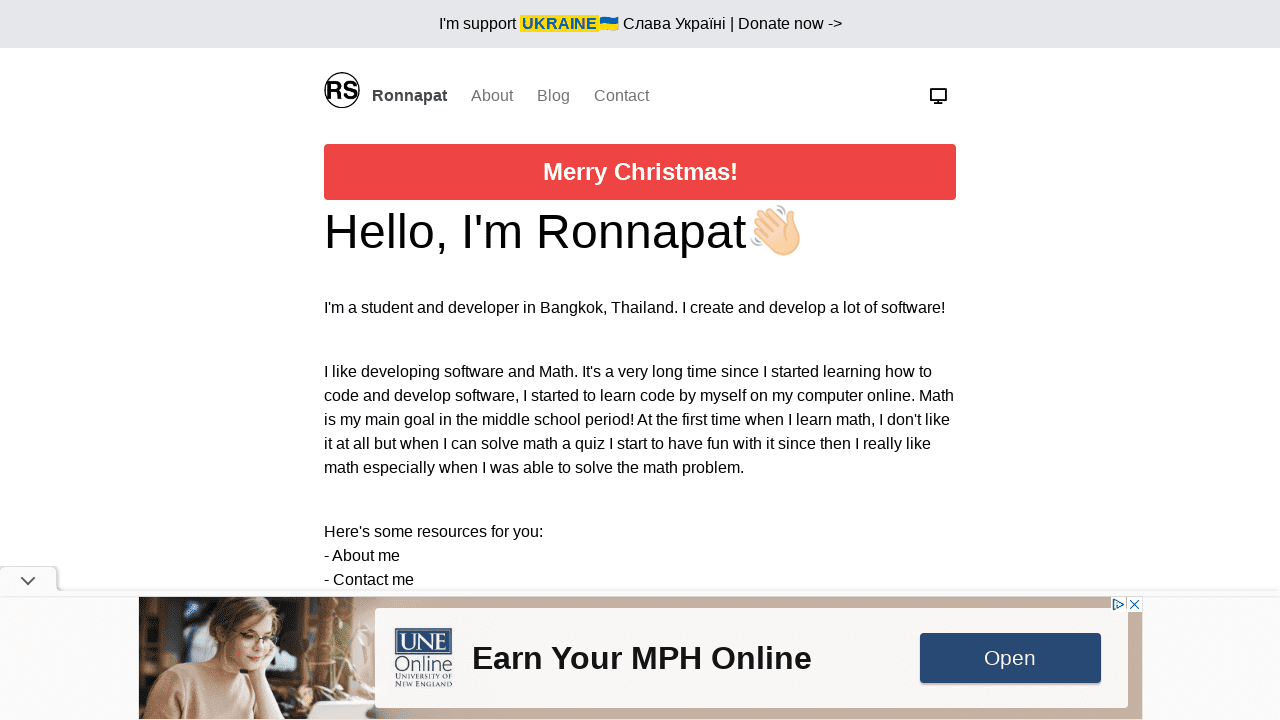 I'm support UKRAINE🇺🇦 Слава Україні | Donate now ->
RS Ronnapat About Blog Contact
Merry Christmas!
Hello, I'm Ronnapat👋🏻
I'm a student and developer in Bangkok, Thailand. I create and develop a lot of software!
I like developing software and Math. It's a very long time since I started learning how to
code and develop software, I started to learn code by myself on my computer online. Math
is my main goal in the middle school period! At the first time when I learn math, I don't like
it at all but when I can solve math a quiz I start to have fun with it since then I really like
math especially when I was able to solve the math problem.
Here's some resources for you:
- About me
- Contact me
UNE
Online
UNIVERSITY OF
NEW ENGLAND
Earn Your MPH Online
Open